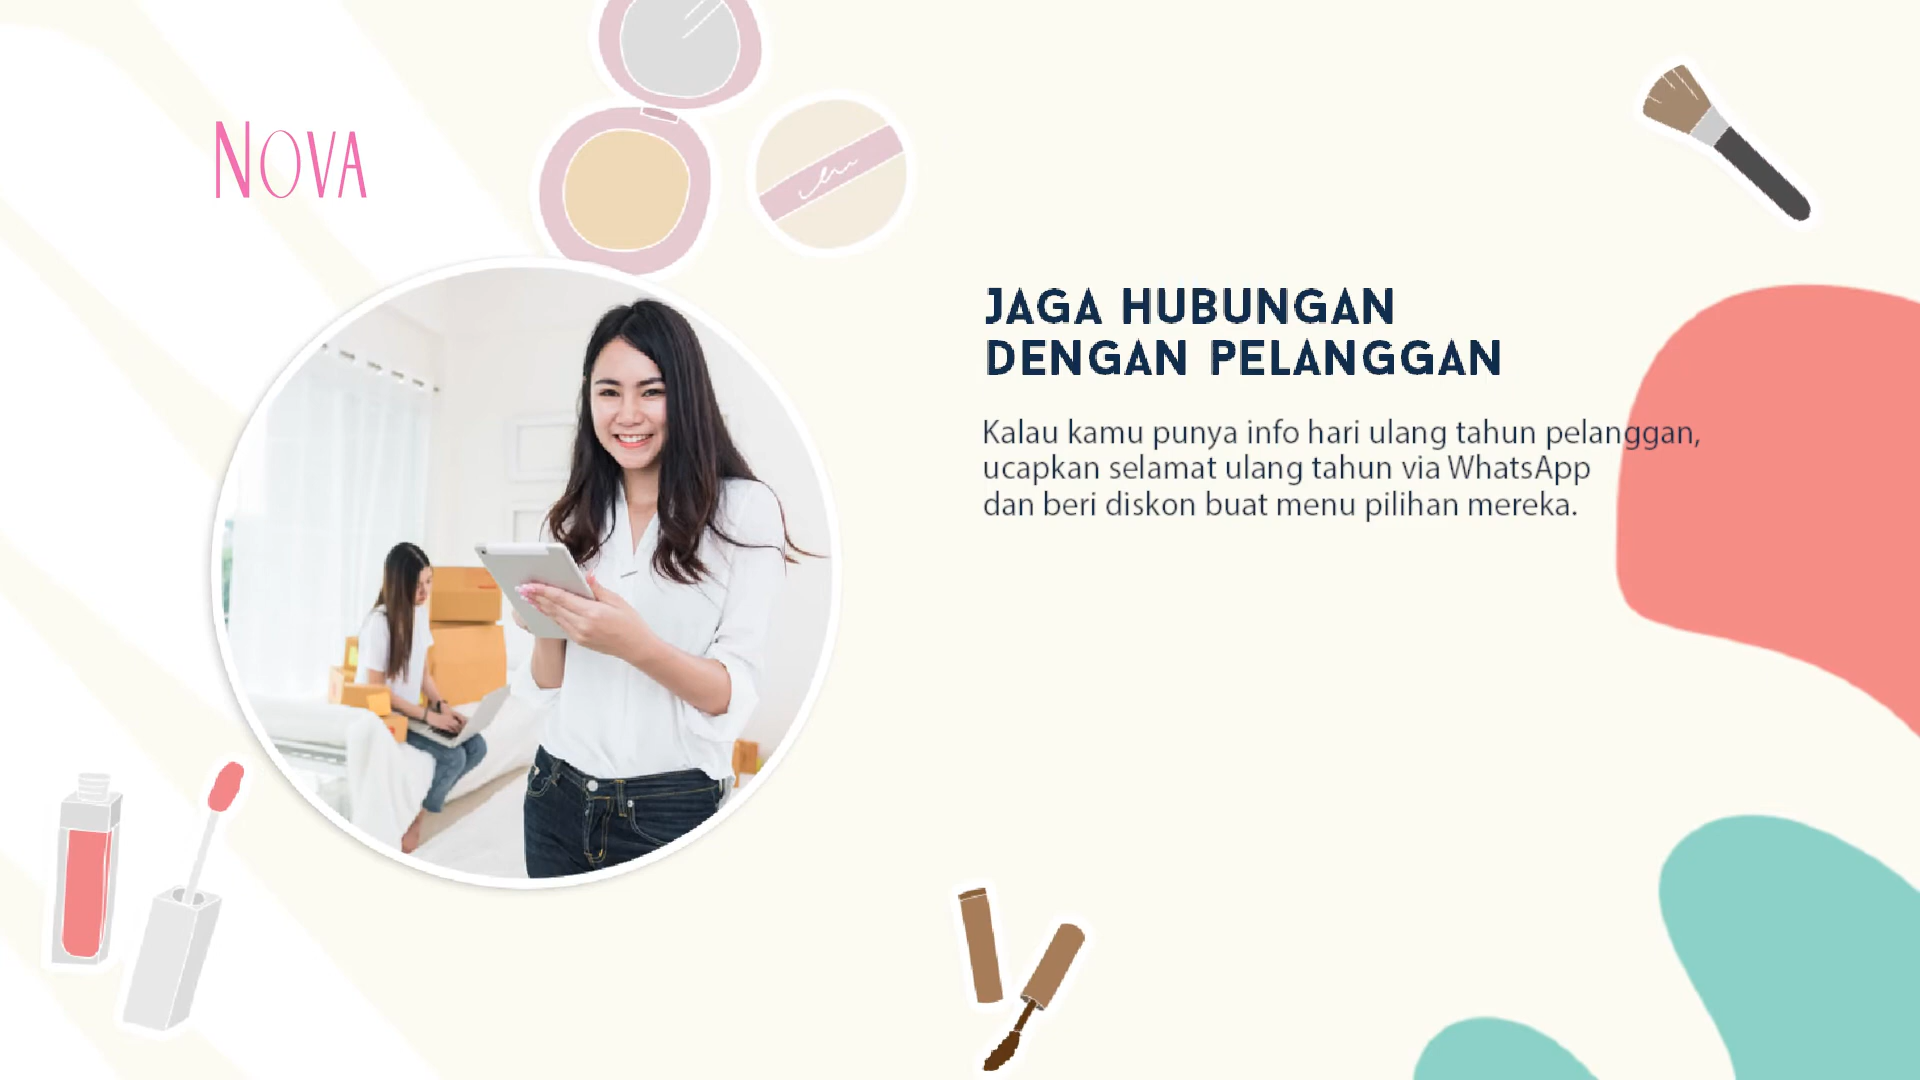 NOVA
JAGA HUBUNGAN
DENGAN PELANGGAN
Kalau kamu punya info hari ulang tahun pelanggan,
ucapkan selamat ulang tahun via WhatsApp
dan beri diskon buat menu pilihan mereka.